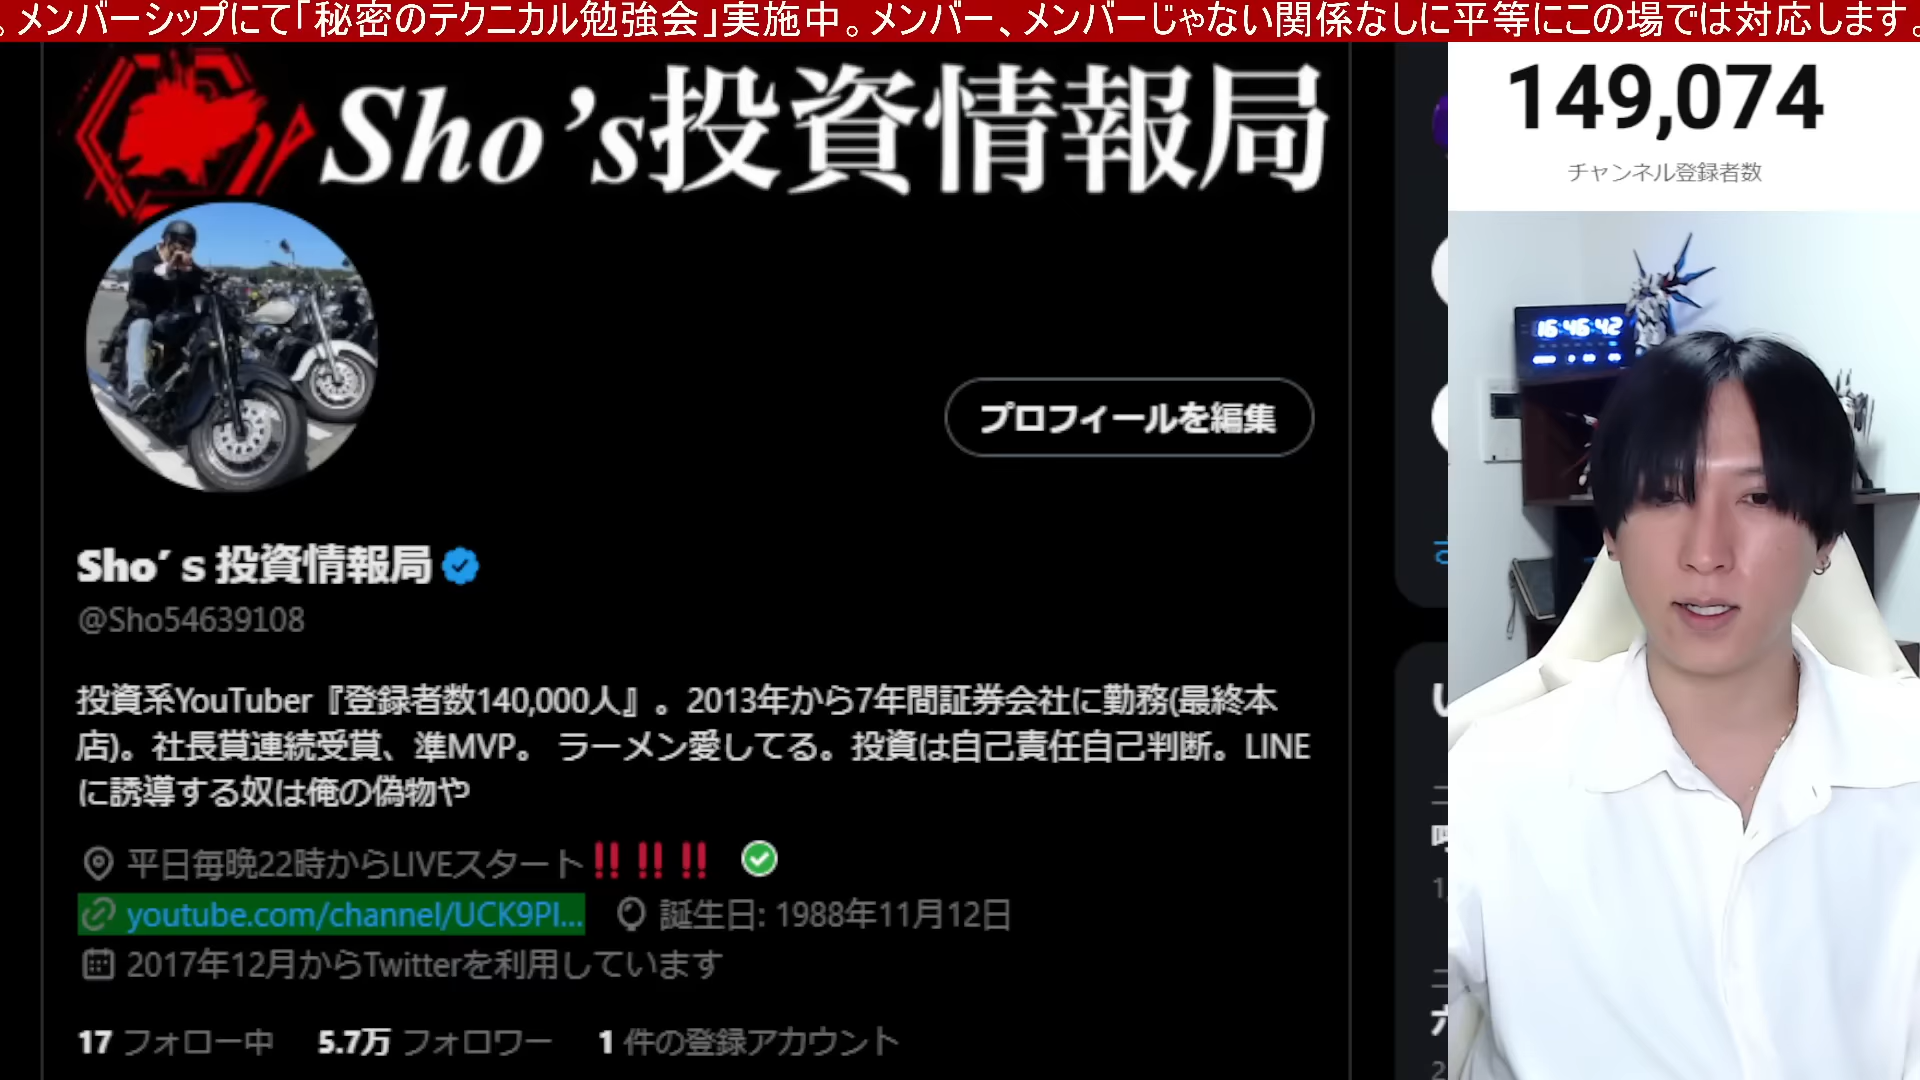 。メンバーシップにて「秘密のテクニカル勉強会」実施中。メンバー、メンバーじゃない関係なしに平等にこの場では対応します。
Sho's投資情報局
149,074
チャンネル登録者数
16:46:42
プロフィールを編集
Sho′s 投資情報局
@Sho54639108
投資系YouTuber『登録者数140,000人』。2013年から7年間証券会社に勤務(最終本
店)。社長賞連続受賞、準MVP。 ラーメン愛してる。投資は自己責任自己判断。LINE
に誘導する奴は俺の偽物や
平日毎晩22時からLIVEスタート‼️‼️‼️
youtube.com/channel/UCK9PI... 誕生日: 1988年11月12日
2017年12月からTwitterを利用しています
17 フォロー中 5.7万 フォロワー 1 件の登録アカウント